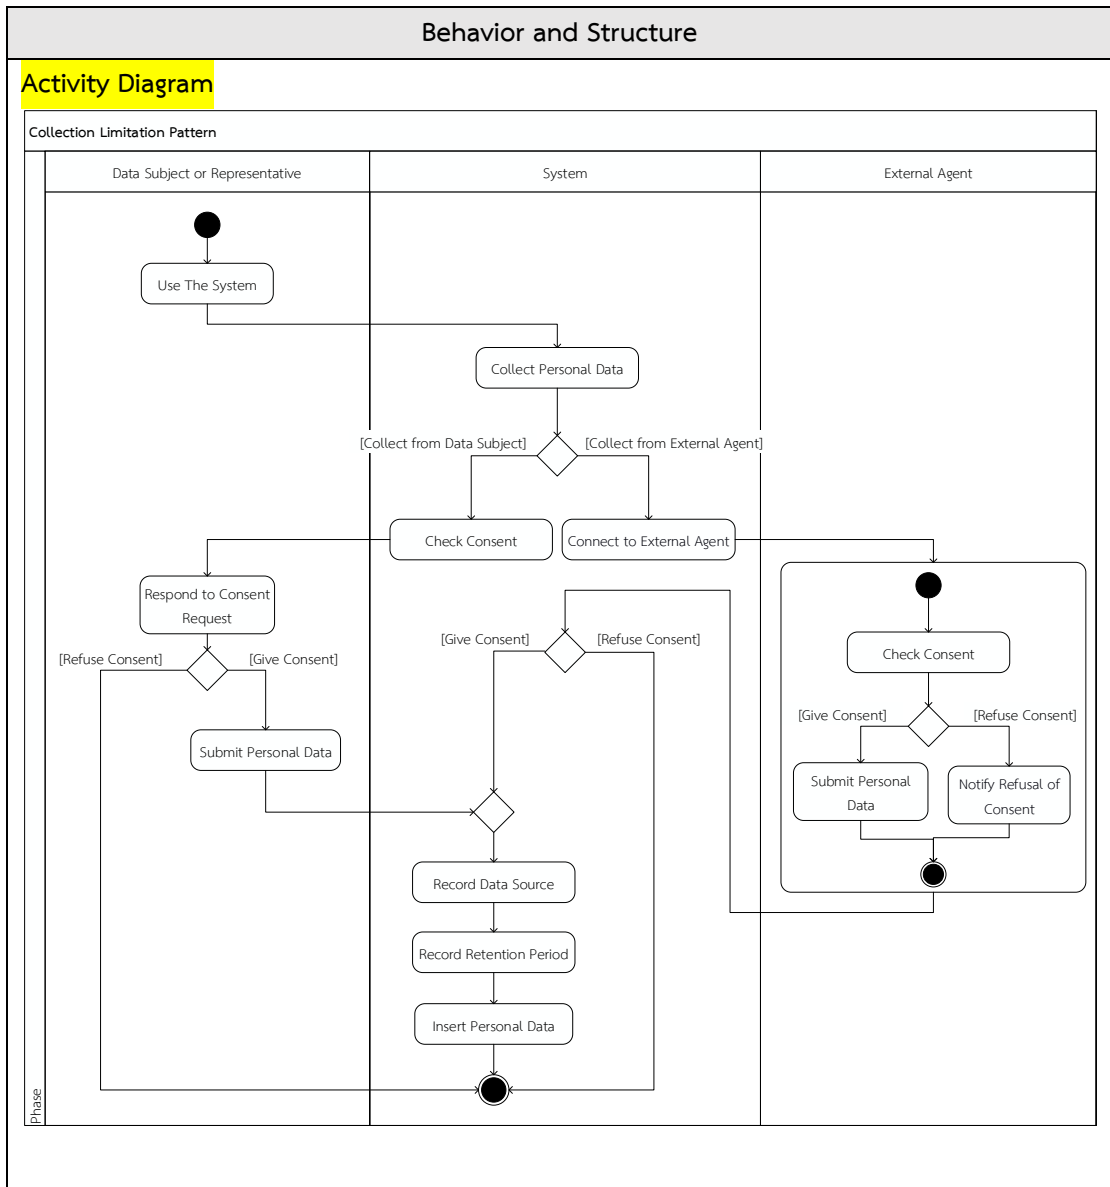 Behavior and Structure
Activity Diagram
Collection Limitation Pattern
Data Subject or Representative
System
External Agent
Use The System
Collect Personal Data
[Collect from Data Subject]
[Collect from External Agent]
Check Consent
Connect to External Agent
Respond to Consent
Request
[Refuse Consent]
[Give Consent]
Submit Personal Data
[Give Consent]
[Refuse Consent]
Check Consent
[Give Consent]
[Refuse Consent]
Submit Personal
Data
Notify Refusal of
Consent
Record Data Source
Record Retention Period
Insert Personal Data
Phase